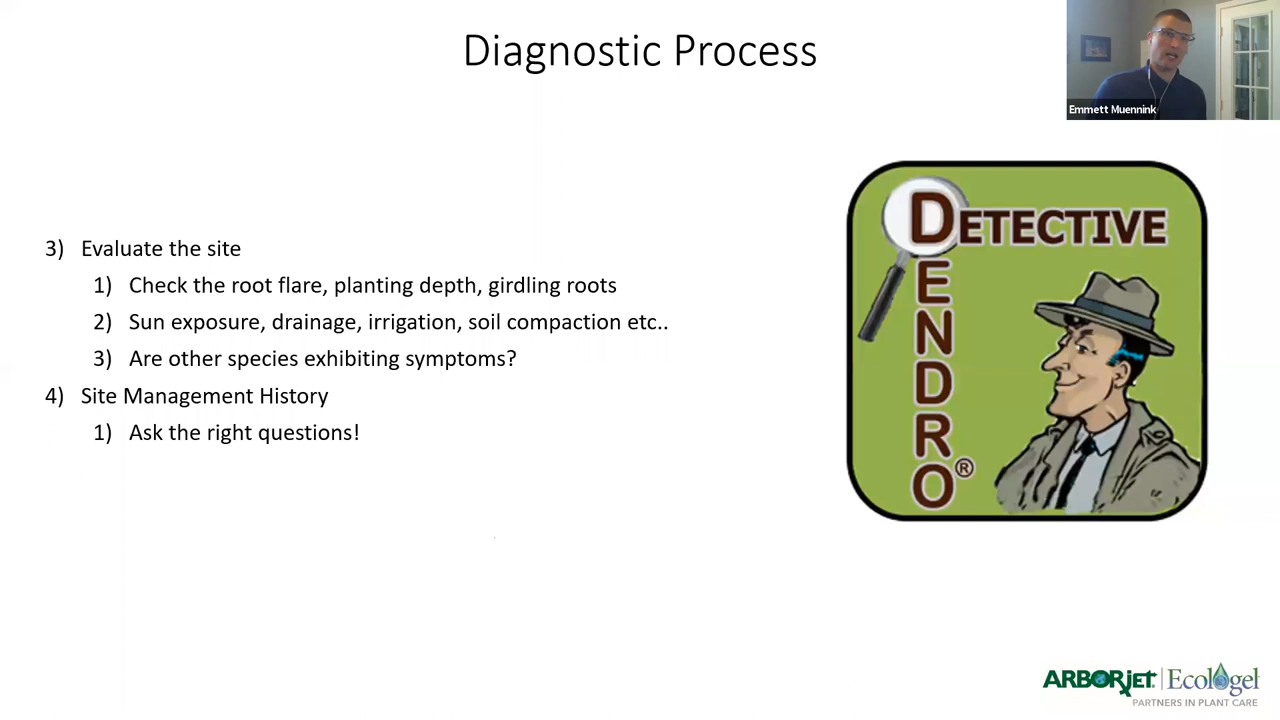 Diagnostic Process
Emmett Muennink
3) Evaluate the site
1) Check the root flare, planting depth, girdling roots
2) Sun exposure, drainage, irrigation, soil compaction etc..
3) Are other species exhibiting symptoms?
4) Site Management History
1) Ask the right questions!
DETECTIVE
DENDRO®
ARBORJET | Ecologel
PARTNERS IN PLANT CARE